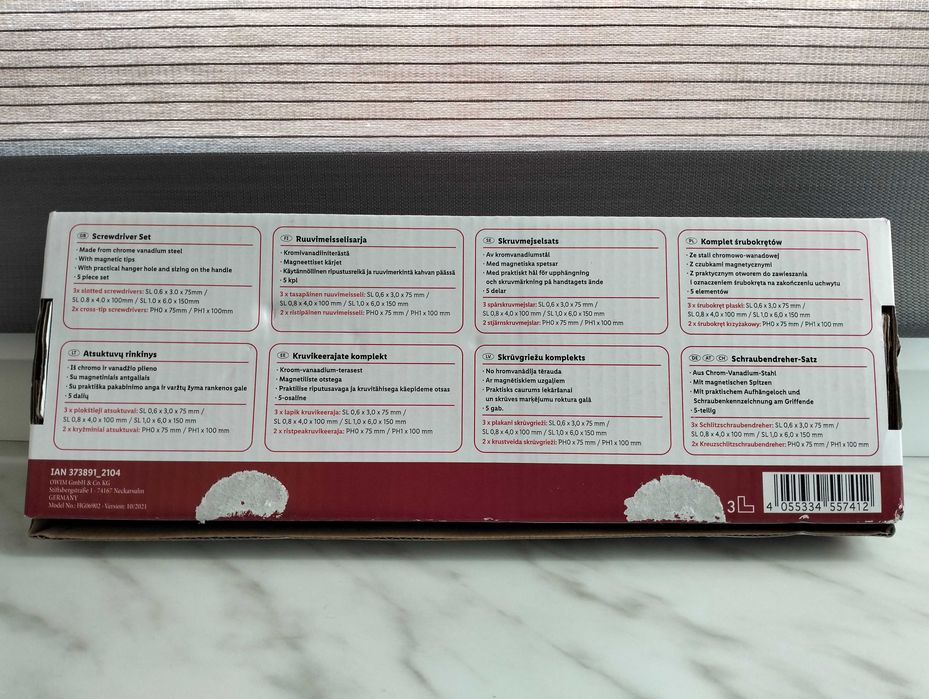 GB Screwdriver Set
· Made from chrome vanadium steel
· With magnetic tips
· With practical hanger hole and sizing on the handle
· 5 piece set
3x slotted screwdrivers: SL 0.6 x 3.0 x 75mm /
SL 0.8 x 4.0 x 100mm / SL 1.0 x 6.0 x 150mm
2x cross-tip screwdrivers: PH0 x 75mm / PH1 x 100mm
FI Ruuvimeisselisarja
· Kromivanadiiniterästä
· Magneettiset kärjet
· Käytännöllinen ripustusreikä ja ruuvimerkintä kahvan päässä
· 5 kpl
3 x tasapäinen ruuvimeisseli: SL 0,6 x 3,0 x 75 mm /
SL 0,8 x 4,0 x 100 mm / SL 1,0 x 6,0 x 150 mm
2 x ristipäinen ruuvimeisseli: PH0 x 75 mm / PH1 x 100 mm
SE Skruvmejselsats
· Av kromvanadiumstål
· Med magnetiska spetsar
· Med praktiskt hål för upphängning
och skruvmärkning på handtagets ände
· 5 delar
3 spårskruvmejslar: SL 0,6 x 3,0 x 75 mm /
SL 0,8 x 4,0 x 100 mm / SL 1,0 x 6,0 x 150 mm
2 stjärnskruvmejslar: PH0 x 75 mm / PH1 x 100 mm
PL Komplet śrubokrętów
· Ze stali chromowo-wanadowej
· Z czubkami magnetycznymi
· Z praktycznym otworem do zawieszania
i oznaczeniem śrubokręta na zakończeniu uchwytu
· 5 elementów
3 x śrubokręt płaski: SL 0,6 x 3,0 x 75 mm /
SL 0,8 x 4,0 x 100 mm / SL 1,0 x 6,0 x 150 mm
2 x śrubokręt krzyżakowy: PH0 x 75 mm / PH1 x 100 mm
LT Atsuktuvų rinkinys
· Iš chromo ir vanadžio plieno
· Su magnetiniais antgaliais
· Su praktiška pakabinimo anga ir varžtų žyma rankenos gale
· 5 dalių
3 x plokštieji atsuktuvai: SL 0,6 x 3,0 x 75 mm /
SL 0,8 x 4,0 x 100 mm / SL 1,0 x 6,0 x 150 mm
2 x kryžminiai atsuktuvai: PH0 x 75 mm / PH1 x 100 mm
EE Kruvikeerajate komplekt
· Kroom-vanaadium-terasest
· Magnetiliste otstega
· Praktilise riputusavaga ja kruvitähisega käepideme otsas
· 5-osaline
3 x lapik kruvikeeraja: SL 0,6 x 3,0 x 75 mm /
SL 0,8 x 4,0 x 100 mm / SL 1,0 x 6,0 x 150 mm
2 x ristpeakruvikeeraja: PH0 x 75 mm / PH1 x 100 mm
LV Skrūvgriežu komplekts
· No hromvanādija tērauda
· Ar magnētiskiem uzgaļiem
· Praktisks caurums iekāršanai
un skrūves marķējumu roktura galā
· 5 gab.
3 x plakani skrūvgrieži: SL 0,6 x 3,0 x 75 mm /
SL 0,8 x 4,0 x 100 mm / SL 1,0 x 6,0 x 150 mm
2 x krustveida skrūvgrieži: PH0 x 75 mm / PH1 x 100 mm
DE AT CH Schraubendreher-Satz
· Aus Chrom-Vanadium-Stahl
· Mit magnetischen Spitzen
· Mit praktischem Aufhängeloch und
Schraubenkennzeichnung am Griffende
· 5-teilig
3x Schlitzschraubendreher: SL 0,6 x 3,0 x 75 mm /
SL 0,8 x 4,0 x 100 mm / SL 1,0 x 6,0 x 150 mm
2x Kreuzschlitzschraubendreher: PH0 x 75 mm / PH1 x 100 mm
IAN 373891_2104
OWIM GmbH & Co. KG
Stiftsbergstraße 1 · 74167 Neckarsulm
GERMANY
Model No.: HG06902 · Version: 10/2021
3
4 055334 557412